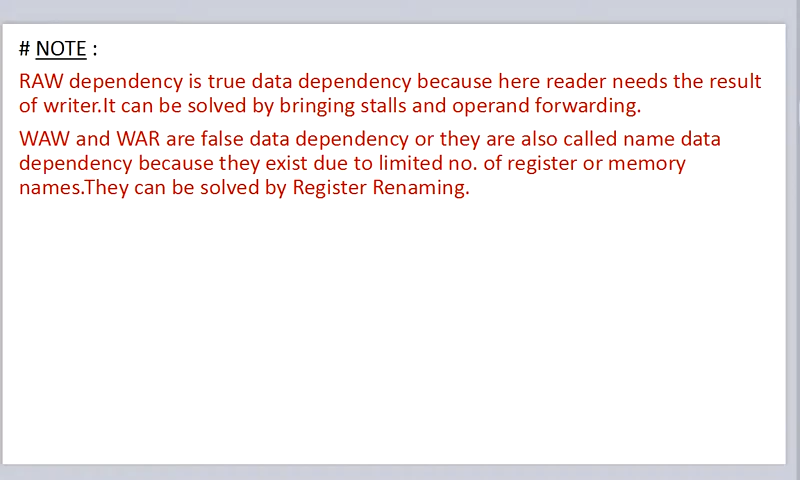 # NOTE :
RAW dependency is true data dependency because here reader needs the result
of writer.It can be solved by bringing stalls and operand forwarding.
WAW and WAR are false data dependency or they are also called name data
dependency because they exist due to limited no. of register or memory
names.They can be solved by Register Renaming.